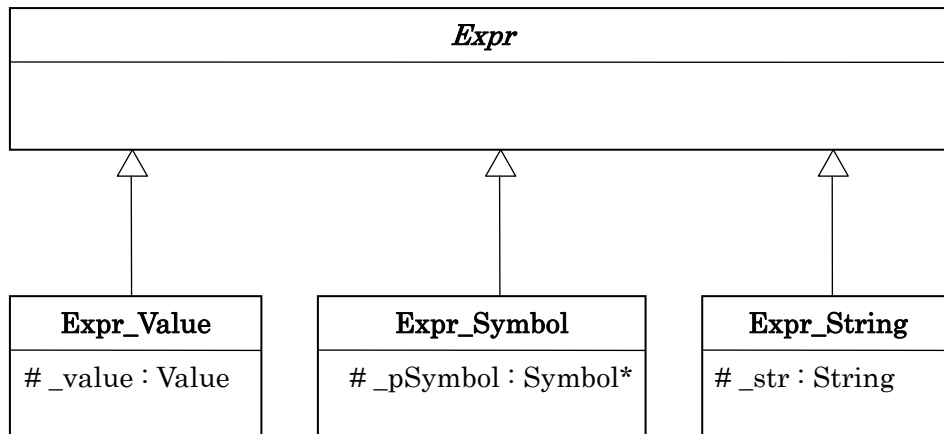 Expr
Expr_Value
# _value : Value
Expr_Symbol
# _pSymbol : Symbol*
Expr_String
# _str : String